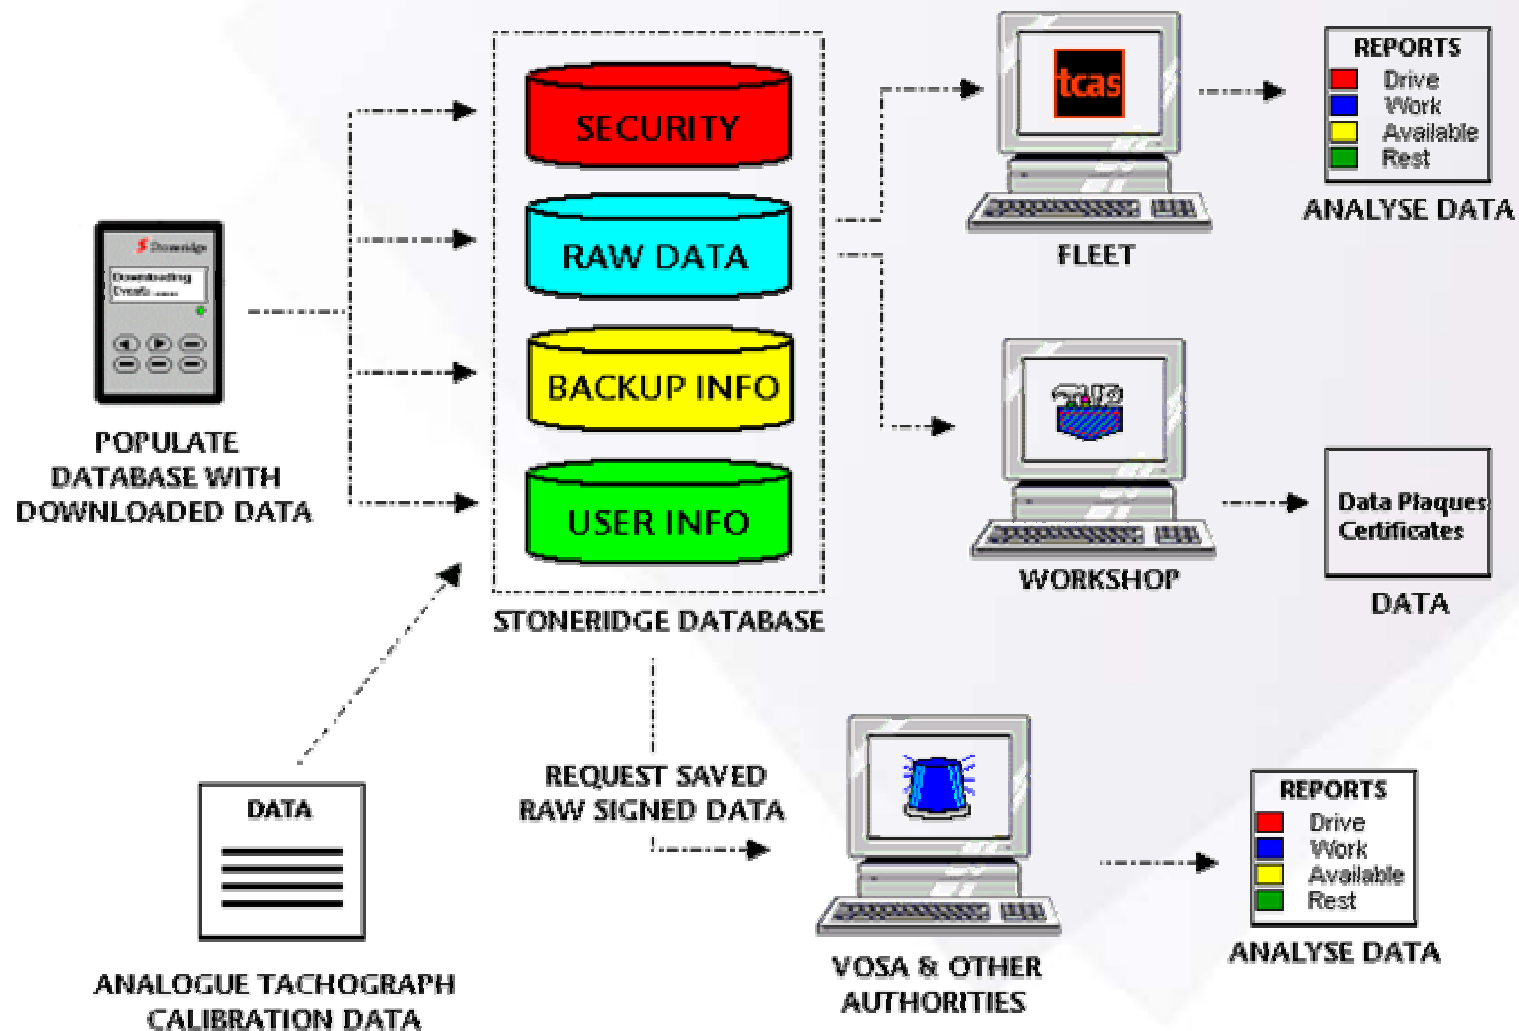 SECURITY
RAW DATA
BACKUP INFO
USER INFO
STONERIDGE DATABASE
Stoneridge
Downloading
Events .....
POPULATE
DATABASE WITH
DOWNLOADED DATA
tcas
FLEET
REPORTS
Drive
Work
Available
Rest
ANALYSE DATA
WORKSHOP
Data Plaques
Certificates
DATA
DATA
ANALOGUE TACHOGRAPH
CALIBRATION DATA
REQUEST SAVED
RAW SIGNED DATA
VOSA & OTHER
AUTHORITIES
REPORTS
Drive
Work
Available
Rest
ANALYSE DATA